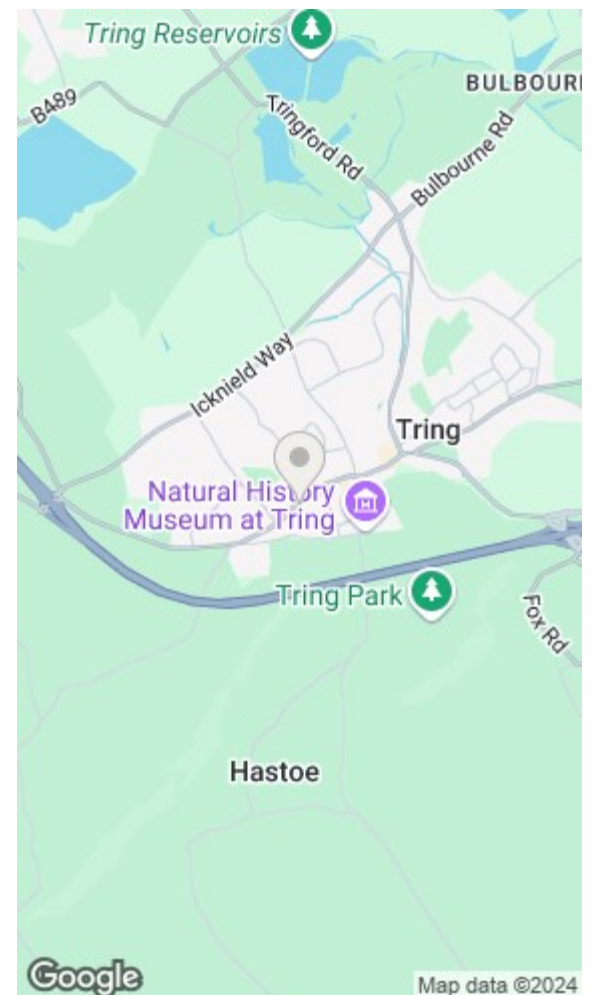 Tring Reservoirs
BULBOUR
B489
Tringford Rd
Bulbourne Rd
Icknield Way
Tring
Natural History
Museum at Tring
Tring Park
Fox Rd
Hastoe
Google
Map data ©2024